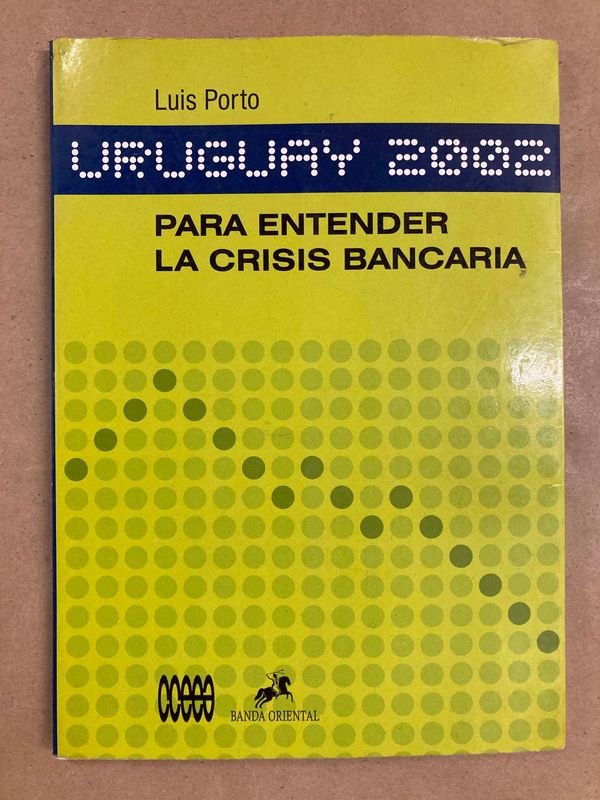 Luis Porto
URUGUAY 2002
PARA ENTENDER
LA CRISIS BANCARIA
BANDA ORIENTAL